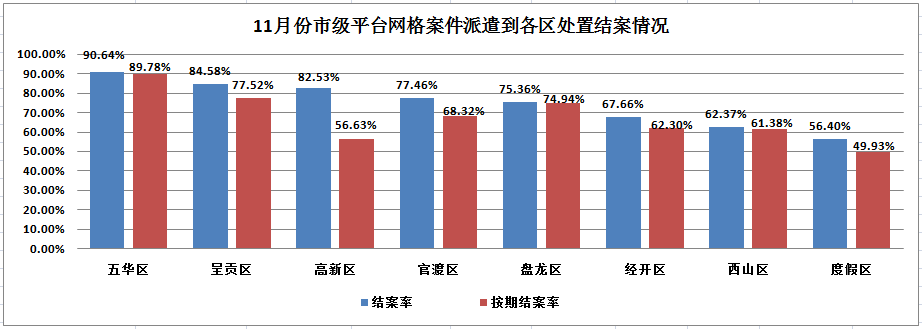 11月份市级平台网格案件派遣到各区处置结案情况
100.00%
90.00%
80.00%
70.00%
60.00%
50.00%
40.00%
30.00%
20.00%
10.00%
0.00%
90.64% 89.78% 84.58% 77.52% 82.53% 56.63% 77.46% 68.32% 75.36% 74.94% 67.66% 62.30% 62.37% 61.38% 56.40% 49.93%
五华区 呈贡区 高新区 官渡区 盘龙区 经开区 西山区 度假区
结案率 按期结案率